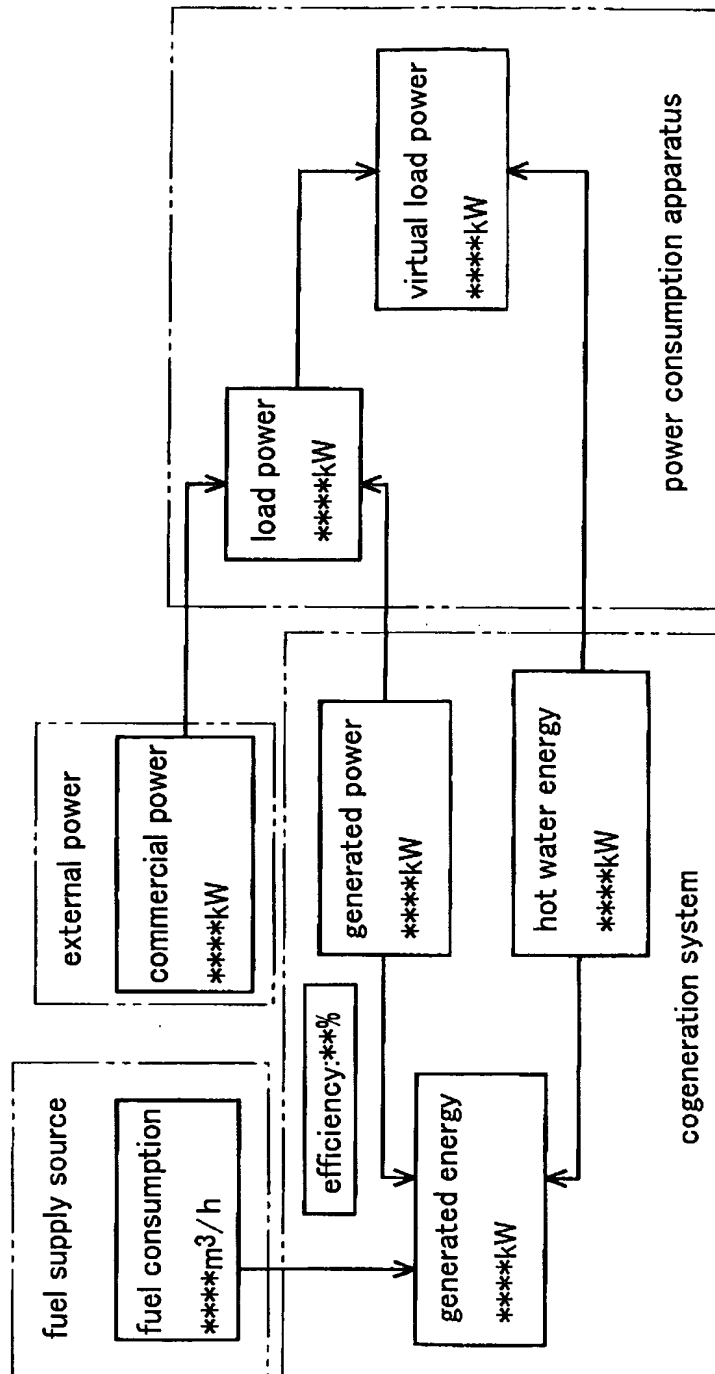 fuel supply source
fuel consumption
****m³/h
external power
commercial power
****kW
efficiency:**%
generated energy
****kW
generated power
****kW
hot water energy
****kW
cogeneration system
load power
****kW
virtual load power
****kW
power consumption apparatus